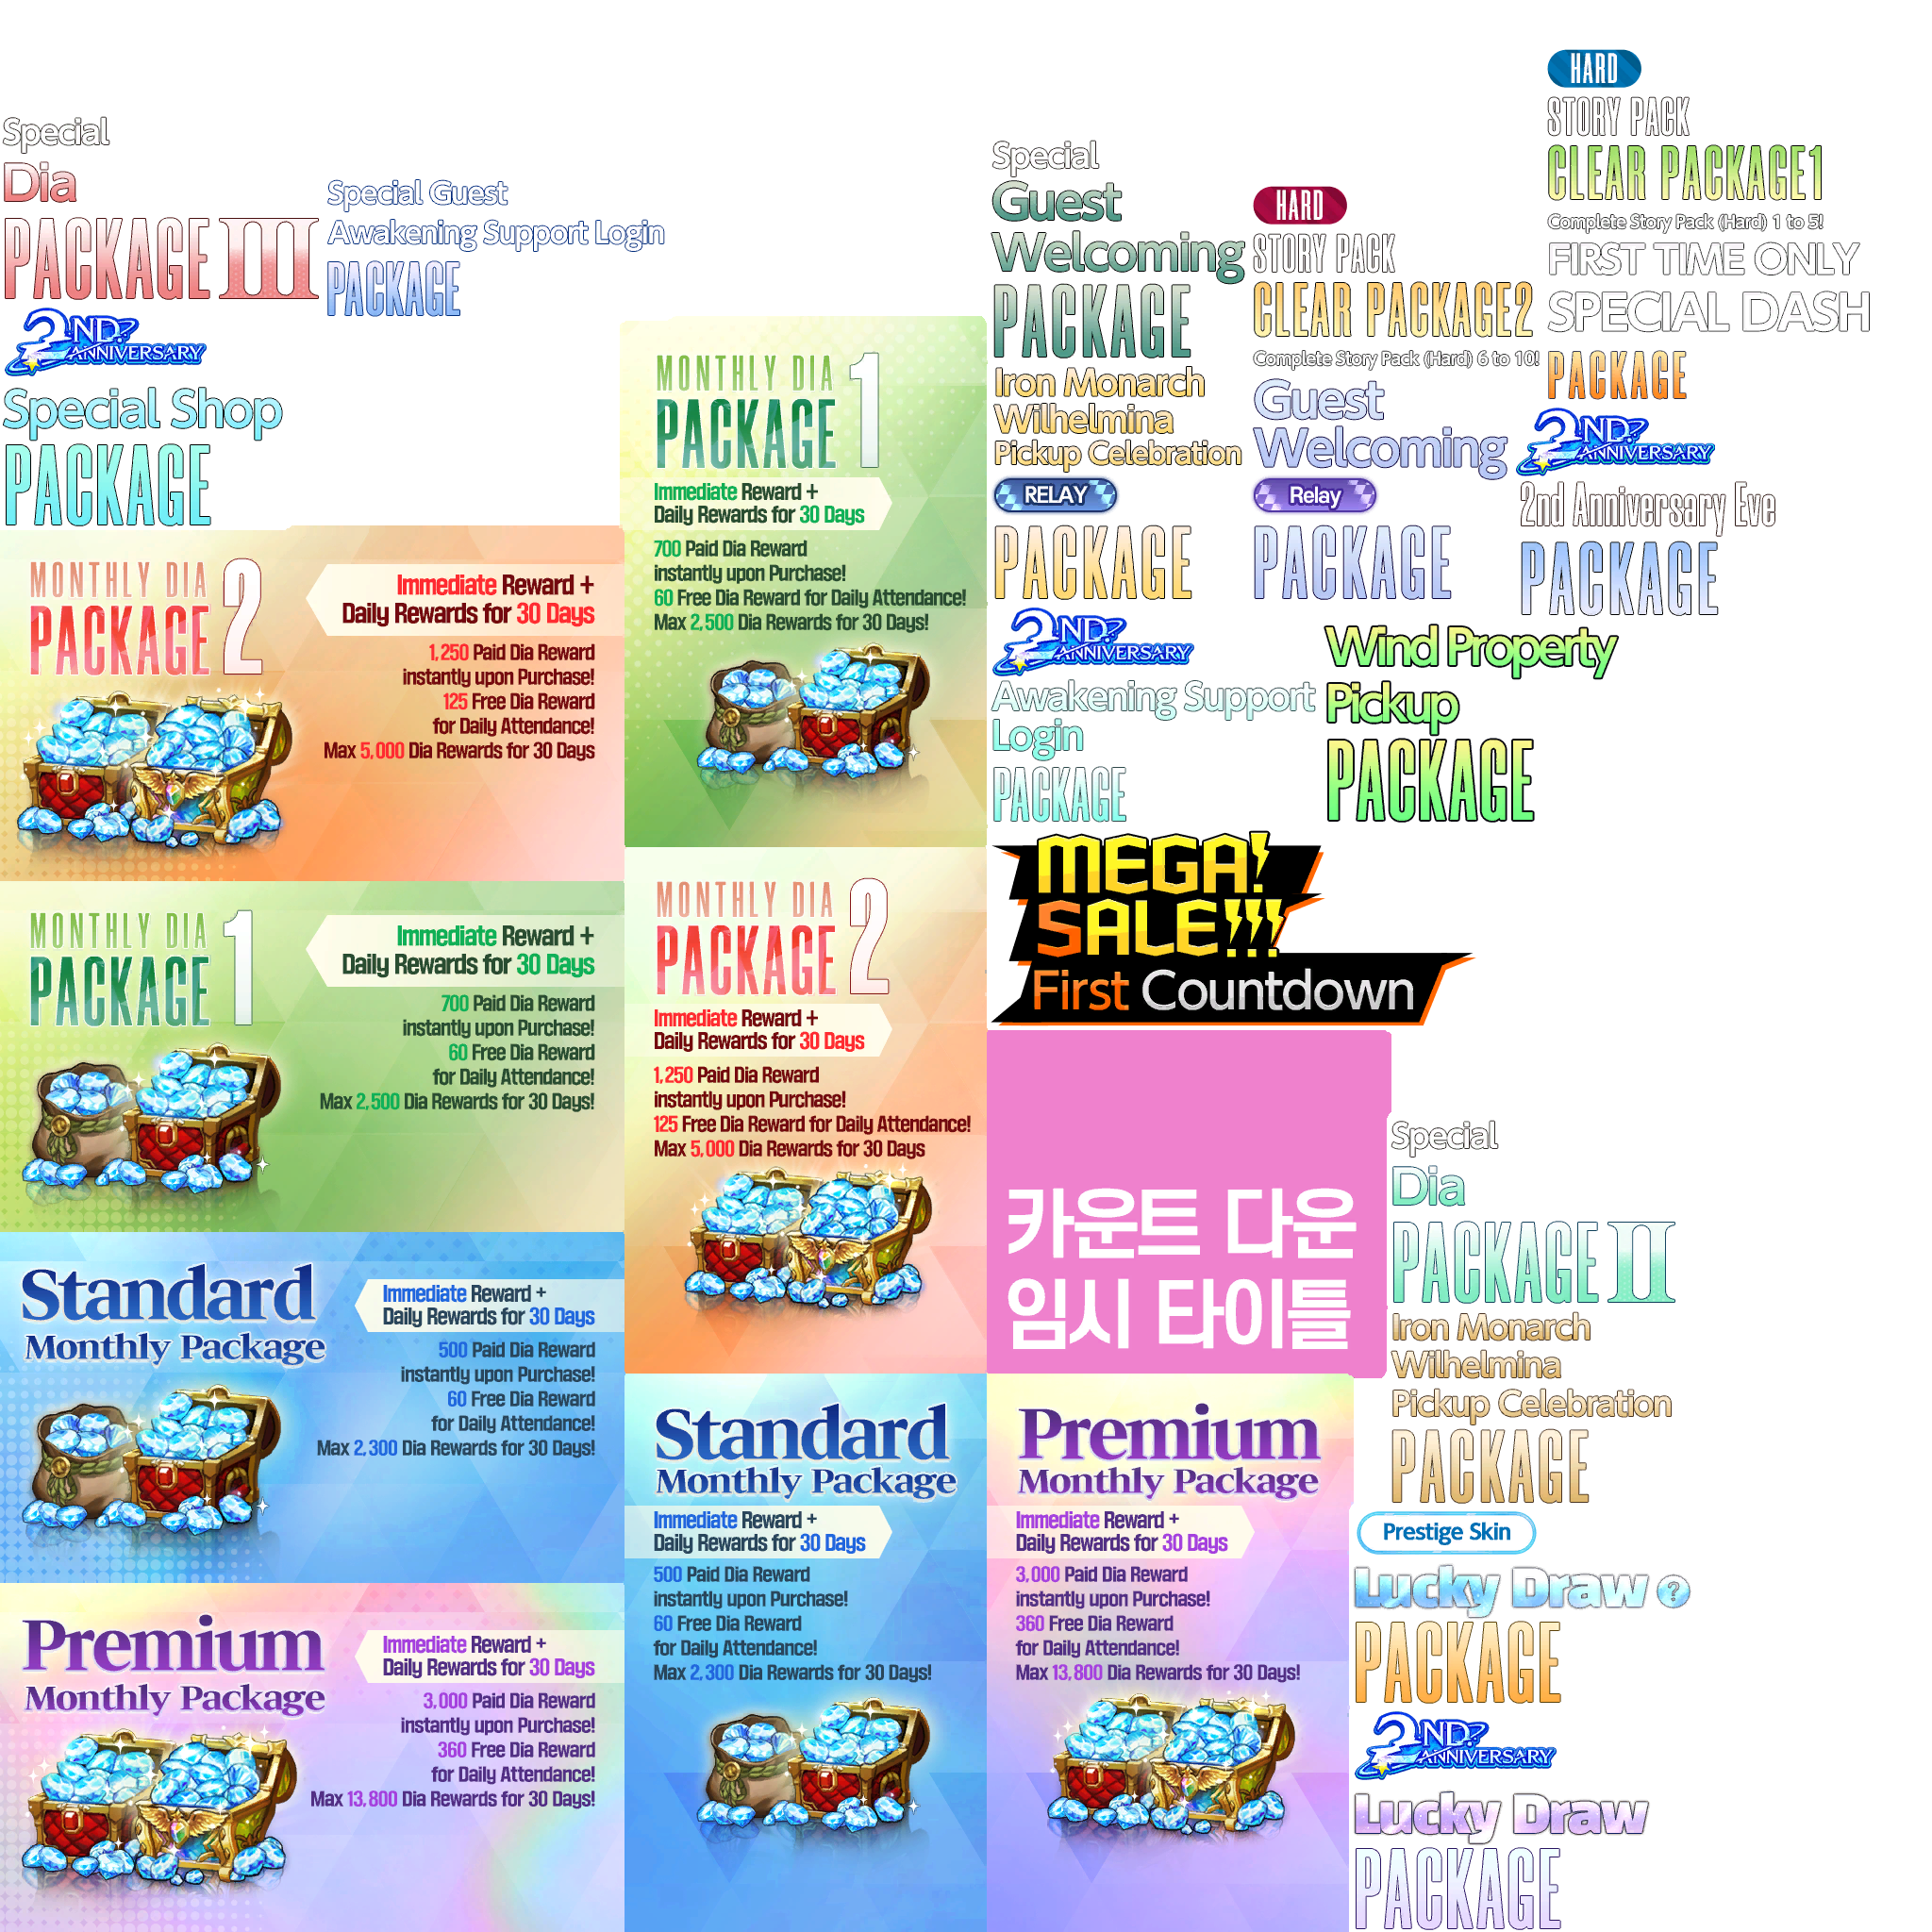 Special
Dia
PACKAGE III
2ND!
ANNIVERSARY
Special Shop
PACKAGE
Special Guest
Awakening Support Login
PACKAGE
MONTHLY DIA
PACKAGE 2
Immediate Reward +
Daily Rewards for 30 Days
1,250 Paid Dia Reward
instantly upon Purchase!
125 Free Dia Reward
for Daily Attendance!
Max 5,000 Dia Rewards for 30 Days
MONTHLY DIA
PACKAGE 1
Immediate Reward +
Daily Rewards for 30 Days
700 Paid Dia Reward
instantly upon Purchase!
60 Free Dia Reward
for Daily Attendance!
Max 2,500 Dia Rewards for 30 Days!
Standard
Monthly Package
Immediate Reward +
Daily Rewards for 30 Days
500 Paid Dia Reward
instantly upon Purchase!
60 Free Dia Reward
for Daily Attendance!
Max 2,300 Dia Rewards for 30 Days!
Premium
Monthly Package
Immediate Reward +
Daily Rewards for 30 Days
3,000 Paid Dia Reward
instantly upon Purchase!
360 Free Dia Reward
for Daily Attendance!
Max 13,800 Dia Rewards for 30 Days!
MONTHLY DIA
PACKAGE 1
Immediate Reward +
Daily Rewards for 30 Days
700 Paid Dia Reward
instantly upon Purchase!
60 Free Dia Reward for Daily Attendance!
Max 2,500 Dia Rewards for 30 Days!
MONTHLY DIA
PACKAGE 2
Immediate Reward +
Daily Rewards for 30 Days
1,250 Paid Dia Reward
instantly upon Purchase!
125 Free Dia Reward for Daily Attendance!
Max 5,000 Dia Rewards for 30 Days
Standard
Monthly Package
Immediate Reward +
Daily Rewards for 30 Days
500 Paid Dia Reward
instantly upon Purchase!
60 Free Dia Reward
for Daily Attendance!
Max 2,300 Dia Rewards for 30 Days!
Special
Guest
Welcoming
PACKAGE
Iron Monarch
Wilhelmina
Pickup Celebration
RELAY
PACKAGE
2ND!
ANNIVERSARY
Awakening Support
Login
PACKAGE
HARD
STORY PACK
CLEAR PACKAGE2
Complete Story Pack (Hard) 6 to 10!
Guest
Welcoming
Relay
PACKAGE
HARD
STORY PACK
CLEAR PACKAGE1
Complete Story Pack (Hard) 1 to 5!
FIRST TIME ONLY
SPECIAL DASH
PACKAGE
2ND!
ANNIVERSARY
2nd Anniversary Eve
PACKAGE
Wind Property
Pickup
PACKAGE
MEGA!
SALE!!!
First Countdown
카운트 다운
임시 타이틀
Premium
Monthly Package
Immediate Reward +
Daily Rewards for 30 Days
3,000 Paid Dia Reward
instantly upon Purchase!
360 Free Dia Reward
for Daily Attendance!
Max 13,800 Dia Rewards for 30 Days!
Special
Dia
PACKAGE II
Iron Monarch
Wilhelmina
Pickup Celebration
PACKAGE
Prestige Skin
Lucky Draw ?
PACKAGE
2ND!
ANNIVERSARY
Lucky Draw
PACKAGE